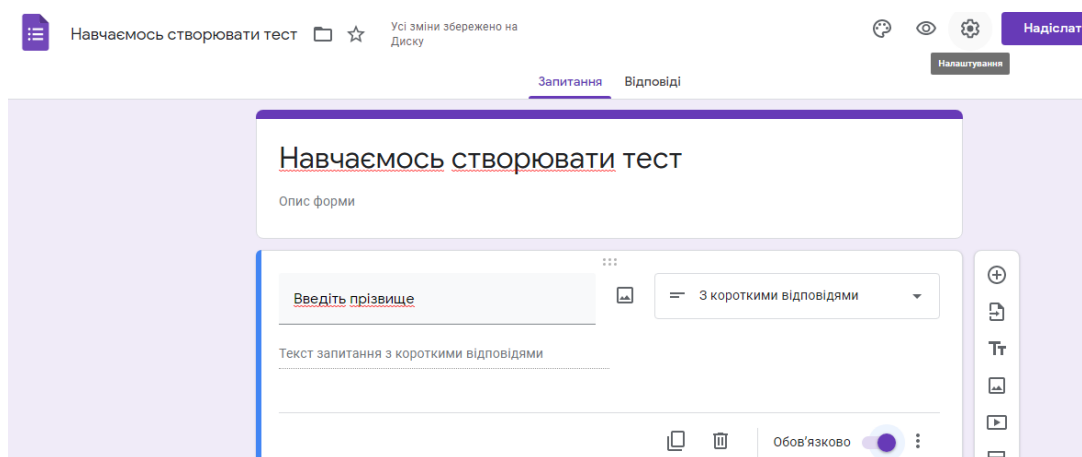 Навчаємось створювати тест
Усі зміни збережено на
Диску
Надіслат
Налаштування
Запитання Відповіді
Навчаємось створювати тест
Опис форми
Введіть прізвище
З короткими відповідями
Текст запитання з короткими відповідями
Обов'язково